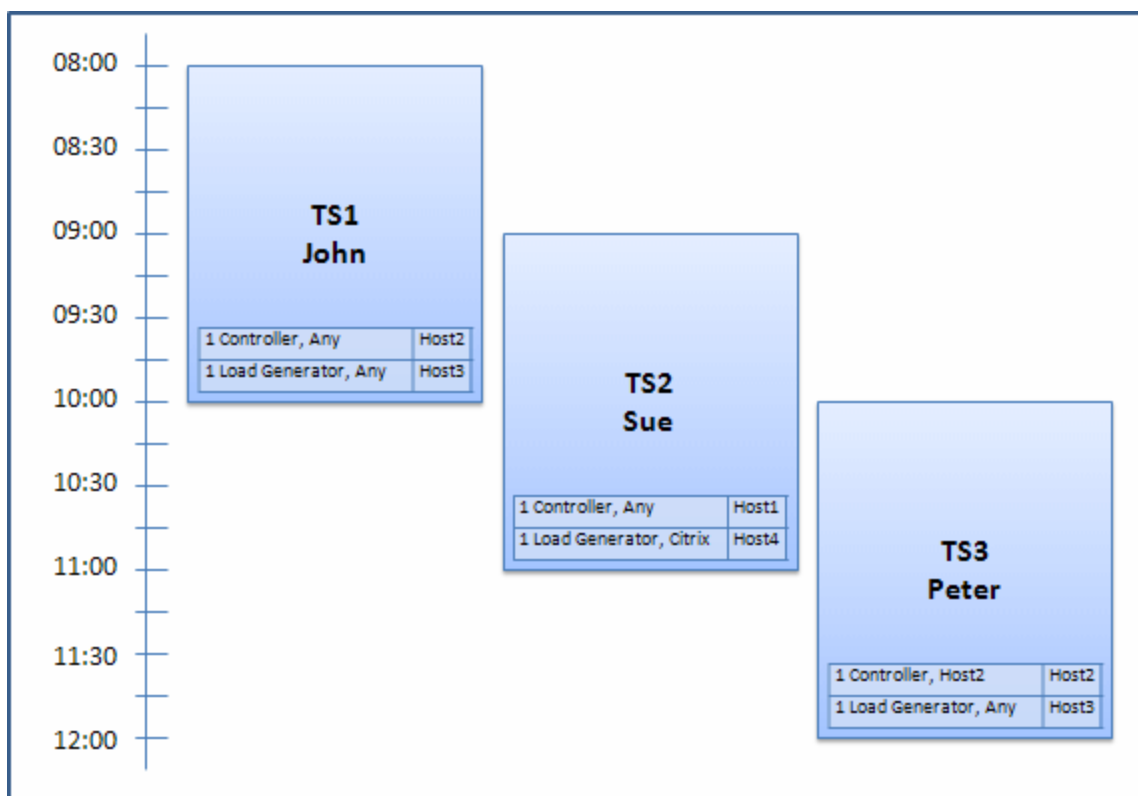 08:00
08:30
09:00
09:30
10:00
10:30
11:00
11:30
12:00
TS1
John
1 Controller, Any Host2
1 Load Generator, Any Host3
TS2
Sue
1 Controller, Any Host1
1 Load Generator, Citrix Host4
TS3
Peter
1 Controller, Host2 Host2
1 Load Generator, Any Host3